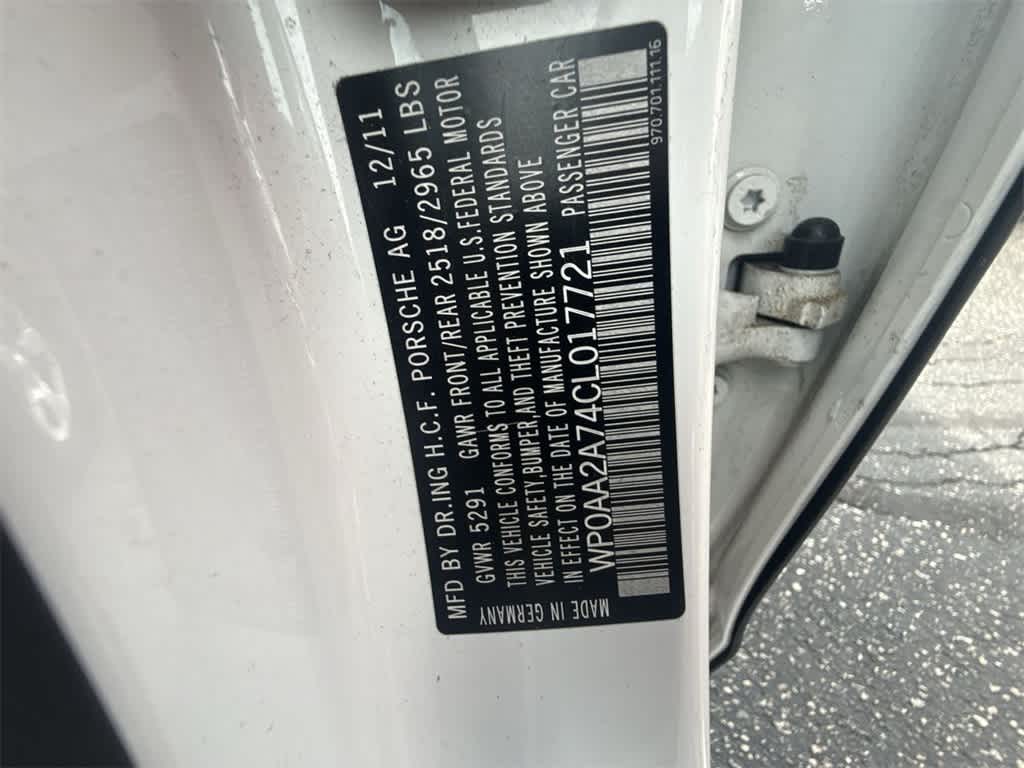 MFD BY DR.ING H.C.F. PORSCHE AG 12/11
GVWR 5291 GAWR FRONT/REAR 2518/2965 LBS
THIS VEHICLE CONFORMS TO ALL APPLICABLE U.S.FEDERAL MOTOR
VEHICLE SAFETY,BUMPER,AND THEFT PREVENTION STANDARDS
IN EFFECT ON THE DATE OF MANUFACTURE SHOWN ABOVE
WP0AA2A74CL017721 PASSENGER CAR
MADE IN GERMANY
970.701.111.16